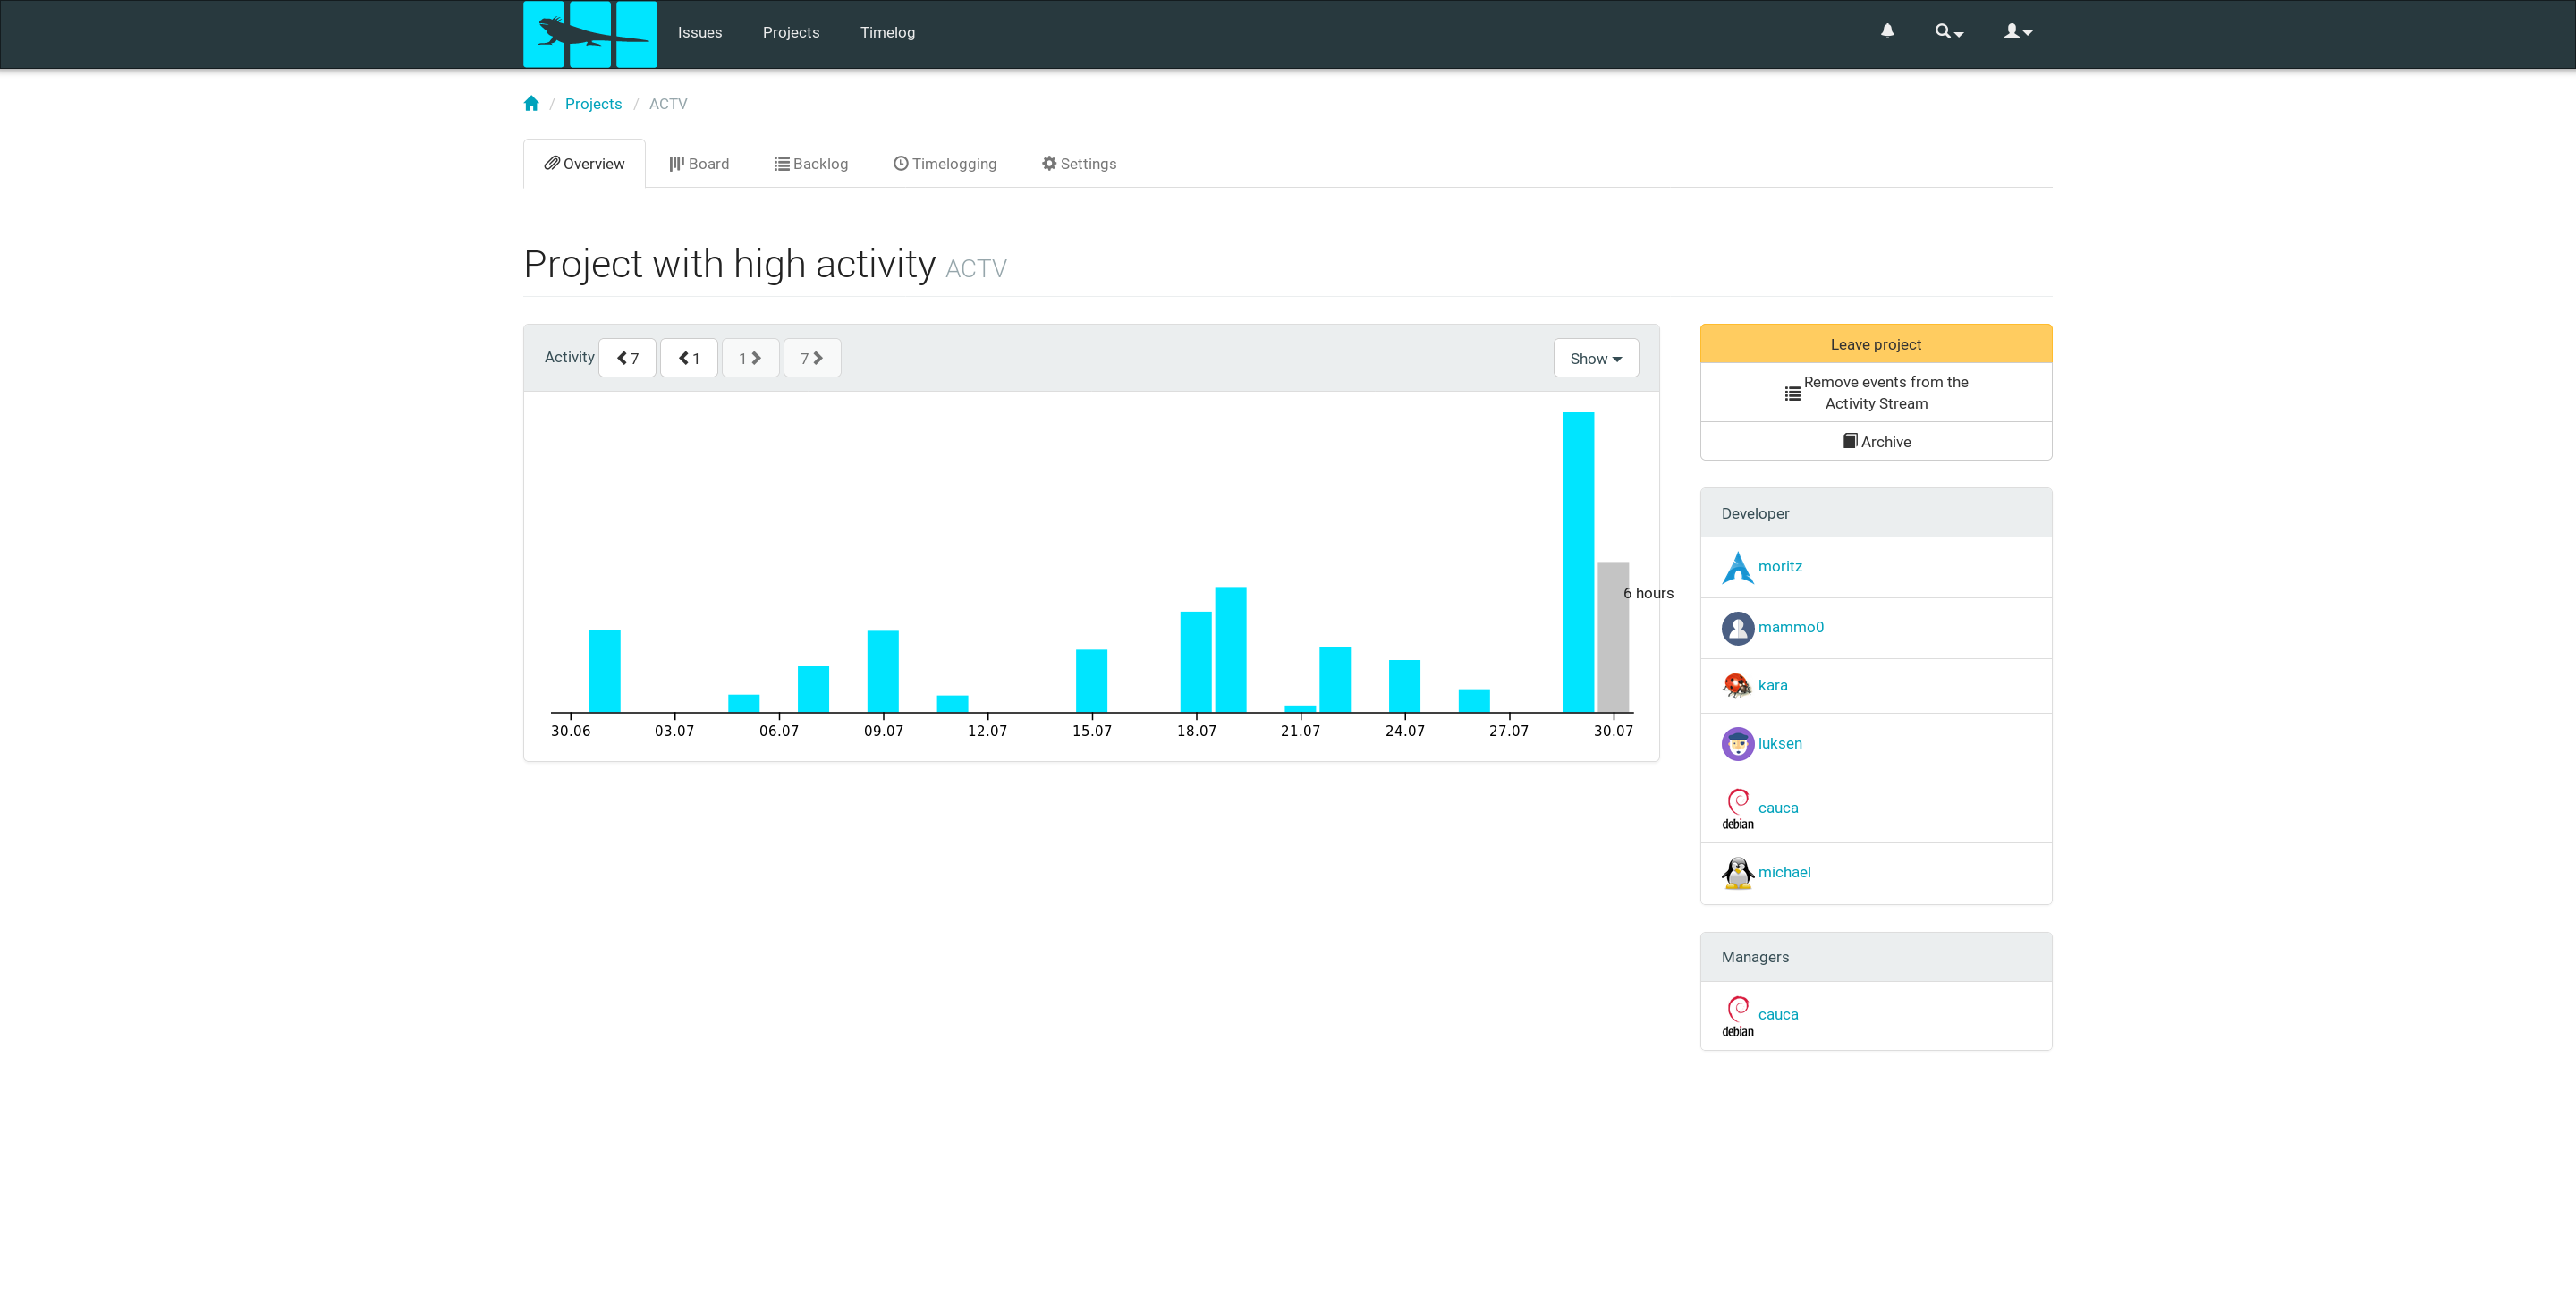 Issues Projects Timelog
/ Projects / ACTV
Overview Board Backlog Timelogging Settings
Project with high activity ACTV
Activity 7 1 1 7 Show
6 hours
30.06 03.07 06.07 09.07 12.07 15.07 18.07 21.07 24.07 27.07 30.07
Leave project
Remove events from the
Activity Stream
Archive
Developer
moritz
mammo0
kara
luksen
debian cauca
michael
Managers
debian cauca